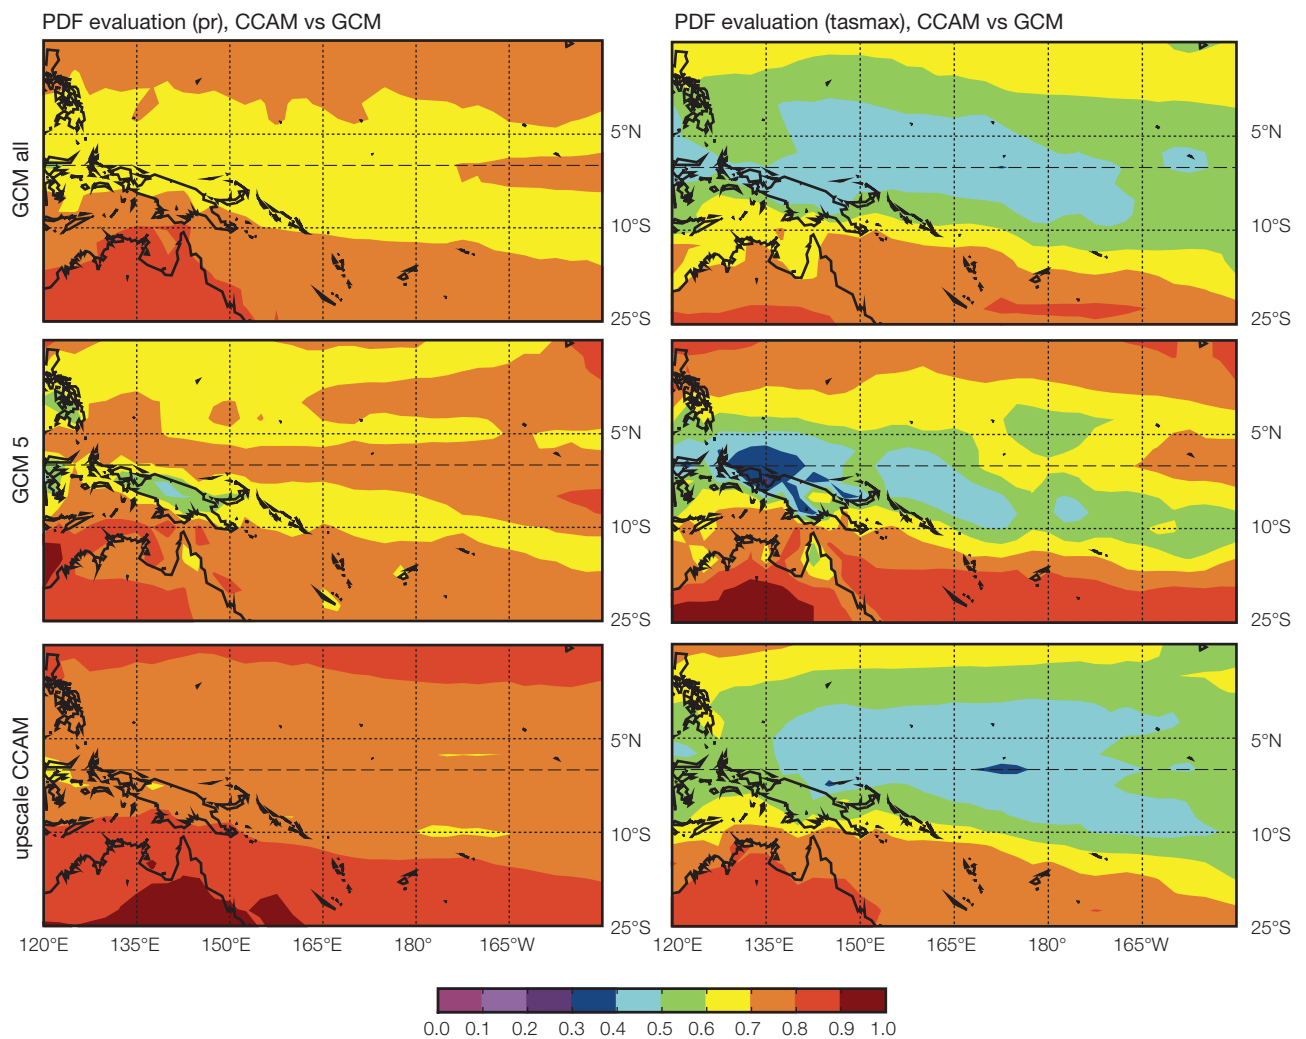 PDF evaluation (pr), CCAM vs GCM
PDF evaluation (tasmax), CCAM vs GCM
GCM all
5°N
10°S
25°S
5°N
10°S
25°S
GCM 5
5°N
10°S
25°S
5°N
10°S
25°S
upscale CCAM
5°N
10°S
25°S
5°N
10°S
25°S
120°E 135°E 150°E 165°E 180° 165°W
120°E 135°E 150°E 165°E 180° 165°W
0.0 0.1 0.2 0.3 0.4 0.5 0.6 0.7 0.8 0.9 1.0